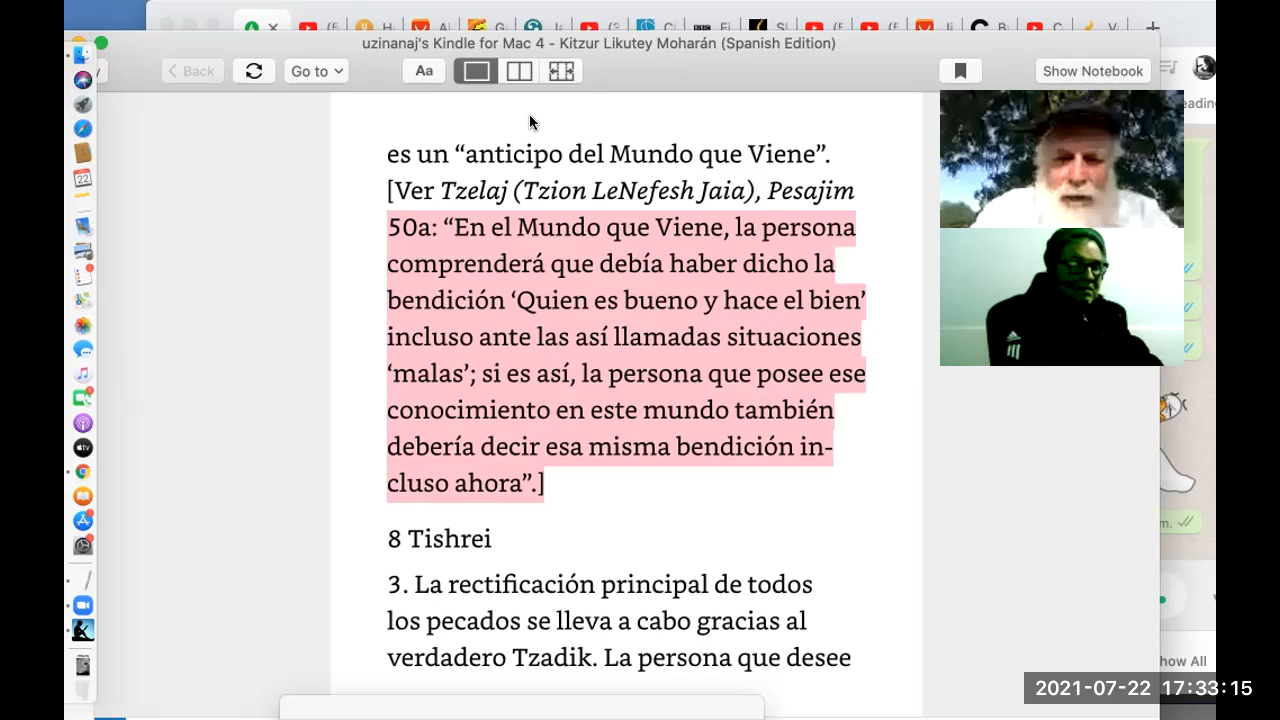 uzinanaj's Kindle for Mac 4 - Kitzur Likutey Moharán (Spanish Edition)
Back
Go to
Aa
Show Notebook
es un “anticipo del Mundo que Viene”.
[Ver Tzelaj (Tzion LeNefesh Jaia), Pesajim
50a: “En el Mundo que Viene, la persona
comprenderá que debía haber dicho la
bendición ‘Quien es bueno y hace el bien’
incluso ante las así llamadas situaciones
‘malas’; si es así, la persona que posee ese
conocimiento en este mundo también
debería decir esa misma bendición in-
cluso ahora”.]
8 Tishrei
3. La rectificación principal de todos
los pecados se lleva a cabo gracias al
verdadero Tzadik. La persona que desee
22
tv
m.
how All
2021-07-22 17:33:15